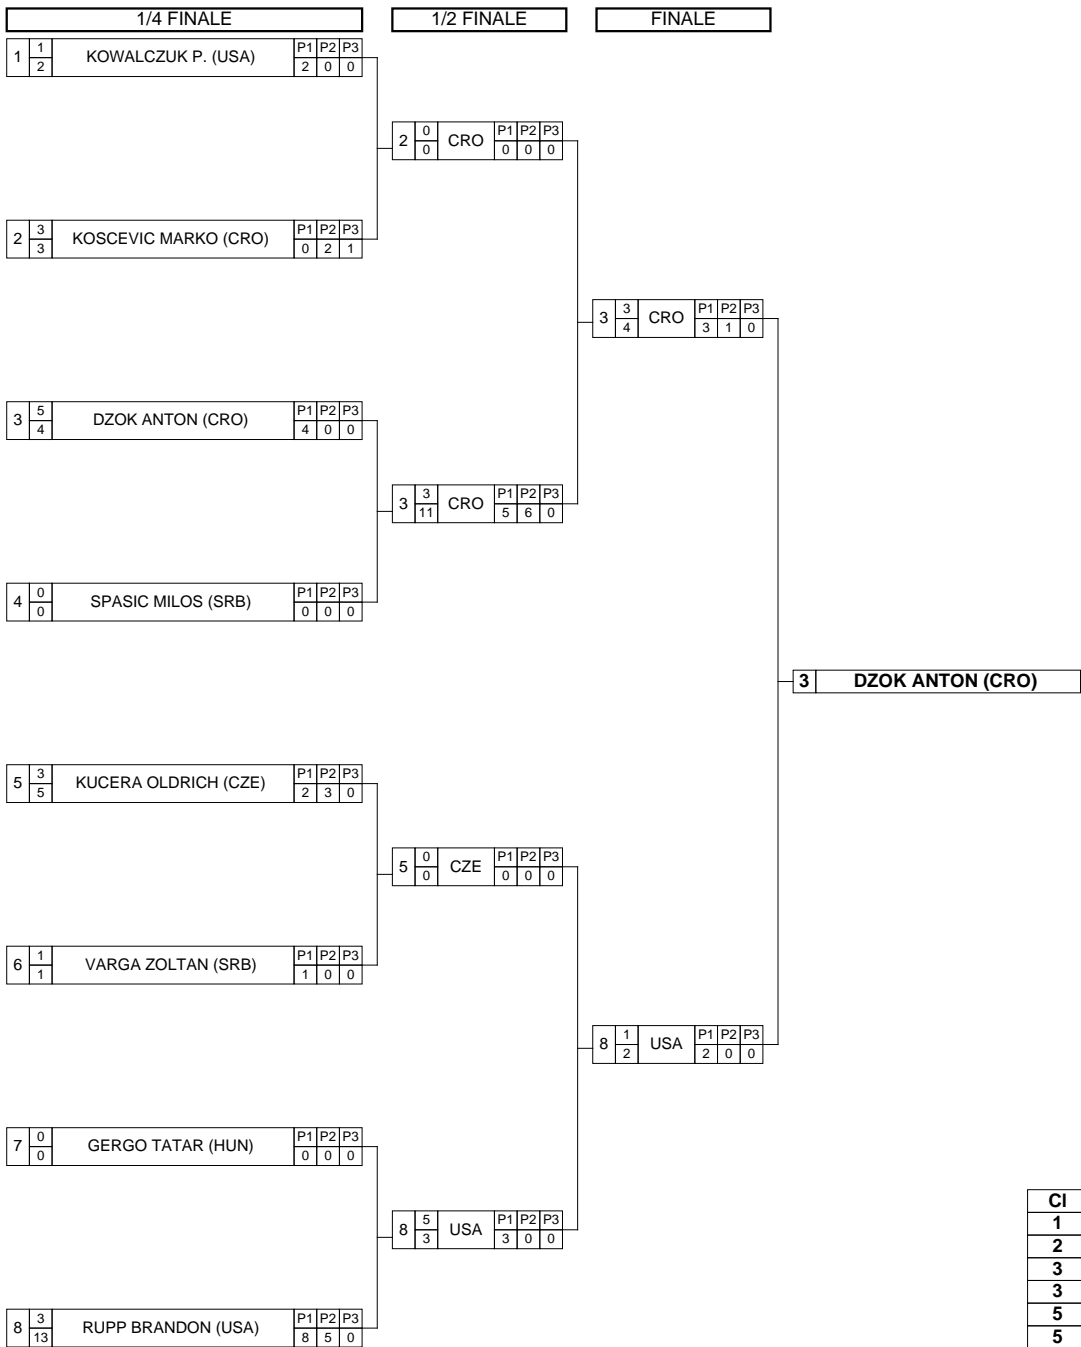 1/4 FINALE 1/2 FINALE FINALE
1 1 KOWALCZUK P. (USA) P1 P2 P3
2 2 0 0
2 0 CRO P1 P2 P3
0 0 0 0
2 3 KOSCEVIC MARKO (CRO) P1 P2 P3
3 0 2 1
3 3 CRO P1 P2 P3
4 3 1 0
3 5 DZOK ANTON (CRO) P1 P2 P3
4 4 0 0
3 3 CRO P1 P2 P3
11 5 6 0
4 0 SPASIC MILOS (SRB) P1 P2 P3
0 0 0 0
3 DZOK ANTON (CRO)
5 3 KUCERA OLDRICH (CZE) P1 P2 P3
5 2 3 0
5 0 CZE P1 P2 P3
0 0 0 0
6 1 VARGA ZOLTAN (SRB) P1 P2 P3
1 1 0 0
8 1 USA P1 P2 P3
2 2 0 0
7 0 GERGO TATAR (HUN) P1 P2 P3
0 0 0 0
8 5 USA P1 P2 P3
3 3 0 0
8 3 RUPP BRANDON (USA) P1 P2 P3
13 8 5 0
Cl
1
2
3
3
5
5